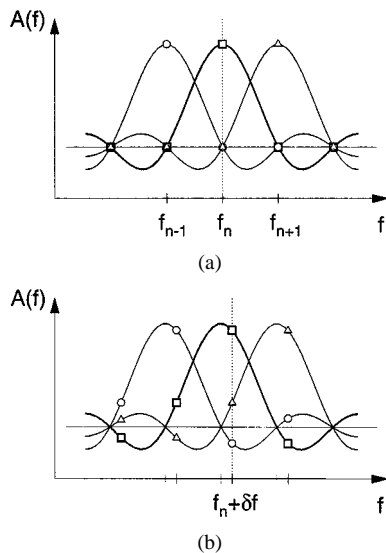 A(f)
f_{n-1} f_n f_{n+1} f
(a)
A(f)
f_n+δf f
(b)